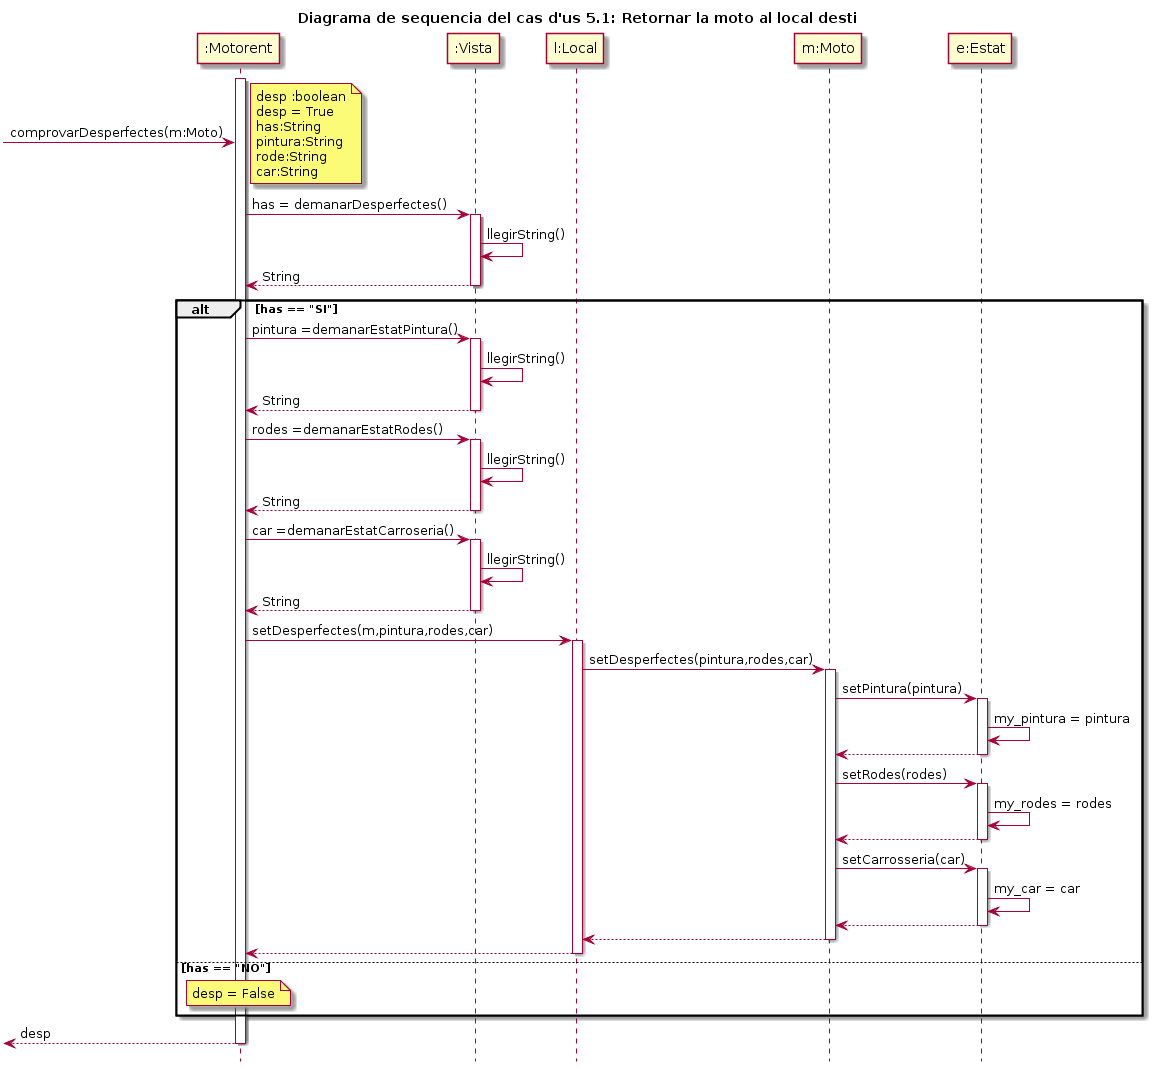 Diagrama de sequencia del cas d'us 5.1: Retornar la moto al local desti
:Motorent
:Vista
l:Local
m:Moto
e:Estat
desp :boolean
desp = True
has:String
pintura:String
rode:String
car:String
comprovarDesperfectes(m:Moto)
has = demanarDesperfectes()
llegirString()
String
alt
[has == "SI"]
pintura =demanarEstatPintura()
llegirString()
String
rodes =demanarEstatRodes()
llegirString()
String
car =demanarEstatCarroseria()
llegirString()
String
setDesperfectes(m,pintura,rodes,car)
setDesperfectes(pintura,rodes,car)
setPintura(pintura)
my_pintura = pintura
setRodes(rodes)
my_rodes = rodes
setCarrosseria(car)
my_car = car
[has == "NO"]
desp = False
desp